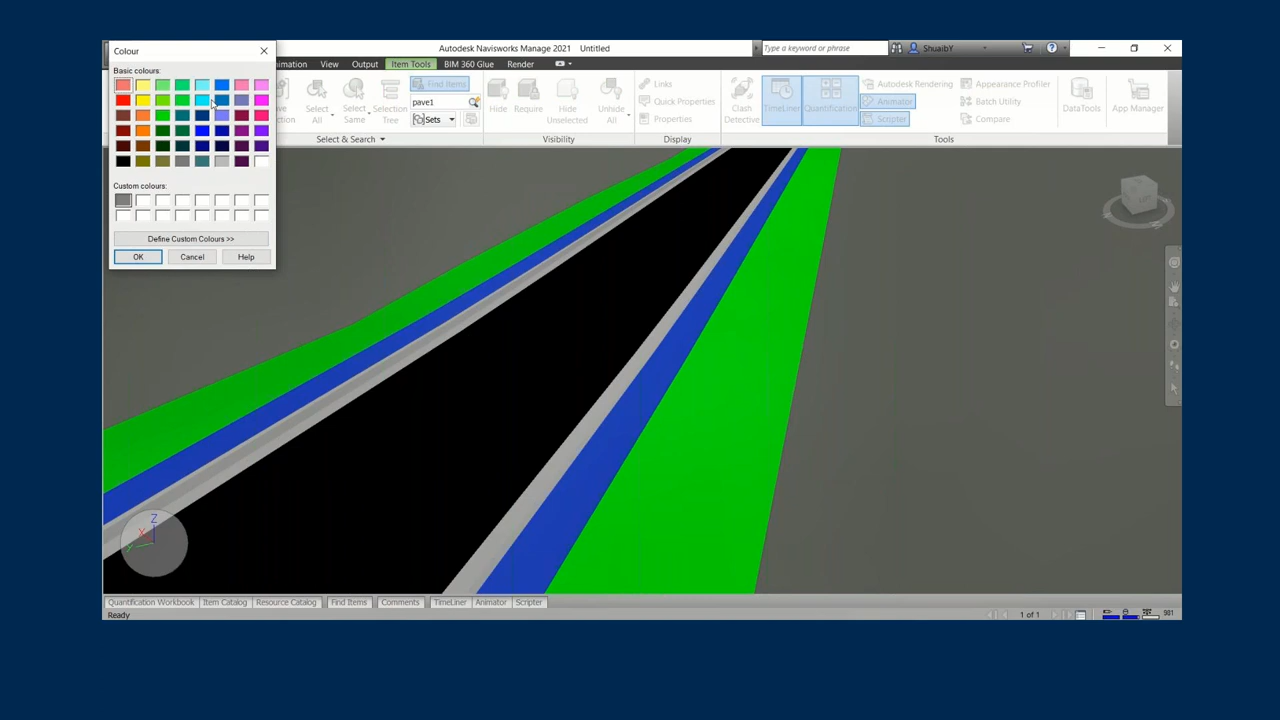 Colour
Autodesk Navisworks Manage 2021 Untitled
Type a keyword or phrase
ShuaibY
View Output Item Tools BIM 360 Glue Render
Basic colours:
Custom colours:
Define Custom Colours >>
OK Cancel Help
Select All
Select Same
Selection Tree
Find Items
pave1
Sets
Select & Search
Hide
Require
Hide Unselected
Unhide All
Visibility
Links
Quick Properties
Properties
Display
Clash Detective
TimeLiner
Quantification
Autodesk Rendering
Animator
Scripter
Appearance Profiler
Batch Utility
Compare
DataTools
App Manager
Tools
LEFT
Z
X
Y
Quantification Workbook Item Catalog Resource Catalog Find Items Comments TimeLiner Animator Scripter
Ready
1 of 1
981